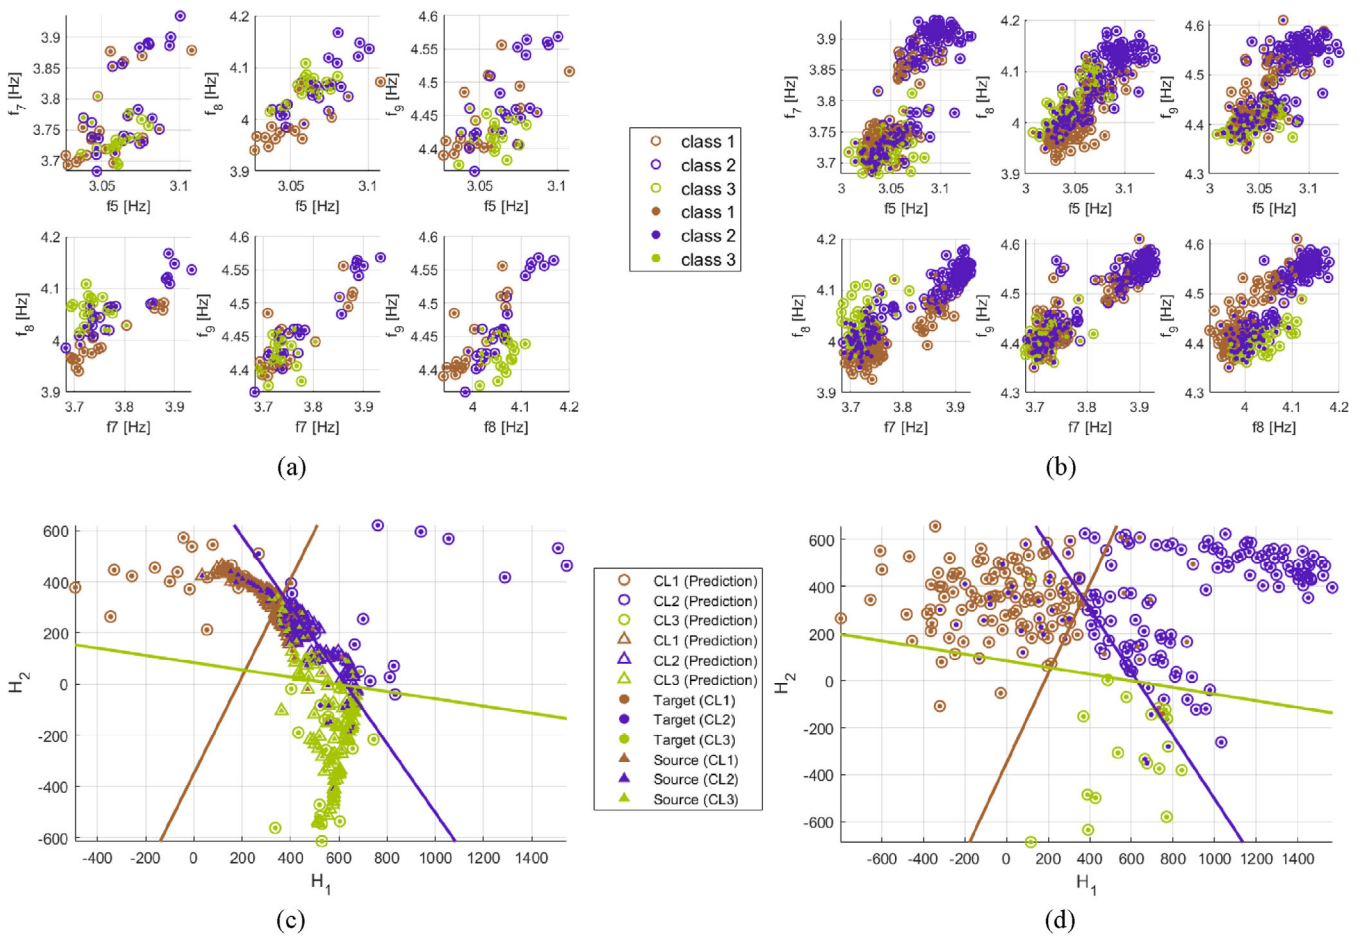 3.95
3.9
3.85
3.8
3.75
3.7
f7 [Hz]
3.05
3.1
f5 [Hz]
4.2
4.1
4
3.9
f8 [Hz]
3.05
3.1
f5 [Hz]
4.6
4.55
4.5
4.45
4.4
f9 [Hz]
3.05
3.1
f5 [Hz]
class 1
class 2
class 3
class 1
class 2
class 3
3.9
3.85
3.8
3.75
3.7
f7 [Hz]
3
3.05
3.1
f5 [Hz]
4.2
4.1
4
3.9
f8 [Hz]
3
3.05
3.1
f5 [Hz]
4.6
4.5
4.4
4.3
f9 [Hz]
3
3.05
3.1
f5 [Hz]
4.2
4.1
4
3.9
f8 [Hz]
3.7
3.8
3.9
f7 [Hz]
4.6
4.55
4.5
4.45
4.4
f9 [Hz]
3.7
3.8
3.9
f7 [Hz]
4.6
4.55
4.5
4.45
4.4
f9 [Hz]
4
4.1
4.2
f8 [Hz]
4.2
4.1
4
3.9
f8 [Hz]
3.7
3.8
3.9
f7 [Hz]
4.6
4.5
4.4
4.3
f9 [Hz]
3.7
3.8
3.9
f7 [Hz]
4.6
4.5
4.4
4.3
f9 [Hz]
4
4.1
4.2
f8 [Hz]
(a)
(b)
600
400
200
0
-200
-400
-600
H2
-400
-200
0
200
400
600
800
1000
1200
1400
H1
CL1 (Prediction)
CL2 (Prediction)
CL3 (Prediction)
CL1 (Prediction)
CL2 (Prediction)
CL3 (Prediction)
Target (CL1)
Target (CL2)
Target (CL3)
Source (CL1)
Source (CL2)
Source (CL3)
600
400
200
0
-200
-400
-600
H2
-600
-400
-200
0
200
400
600
800
1000
1200
1400
H1
(c)
(d)